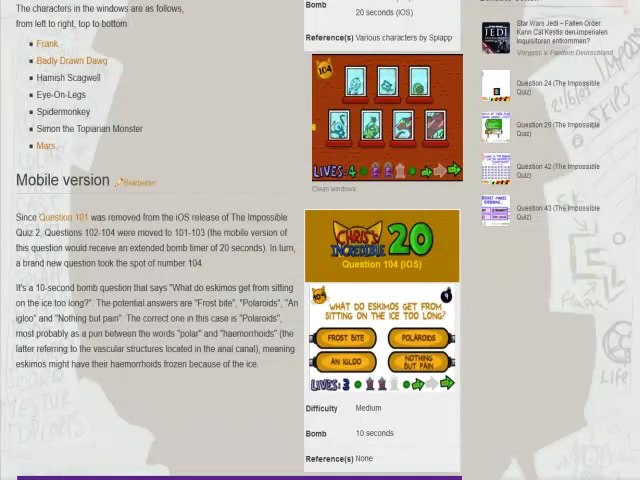 The characters in the windows are as follows,
from left to right, top to bottom:
Frank
Badly Drawn Dawg
Hamish Scagwell
Eye-On-Legs
Spidermonkey
Simon the Topiarian Monster
Mars.
Mobile version
Bearbeiten
Since Question 101 was removed from the iOS release of The Impossible
Quiz 2, Questions 102-104 were moved to 101-103 (the mobile version of
this question would receive an extended bomb timer of 20 seconds). In turn,
a brand new question took the spot of number 104.
It's a 10-second bomb question that says "What do eskimos get from sitting
on the ice too long?". The potential answers are "Frost bite", "Polaroids", "An
igloo" and "Nothing but pain". The correct one in this case is "Polaroids",
most probably as a pun between the words "polar" and "haemorrhoids" (the
latter referring to the vascular structures located in the anal canal), meaning
eskimos might have their haemorrhoids frozen because of the ice.
Bomb
20 seconds (iOS)
Reference(s) Various characters by Splapp
104
LIVES:4
Clean windows
CHRIS'S
INCREDIBLE 20
Question 104 (iOS)
104
9
WHAT DO ESKIMOS GET FROM
SITTING ON THE ICE TOO LONG?
FROST BITE
POLAROIDS
AN IGLOO
NOTHING
BUT PAIN
LIVES:3
Difficulty Medium
Bomb 10 seconds
Reference(s) None
Star Wars Jedi – Fallen Order
Kann Cal Kestis den imperialen
Inquisitoren entkommen?
Vorgess v. Fandom Deutschland
JEDI
Question 24 (The Impossible
Quiz)
Question 26 (The Impossible
Quiz)
Question 42 (The Impossible
Quiz)
Question 43 (The Impossible
Quiz)
LIFE